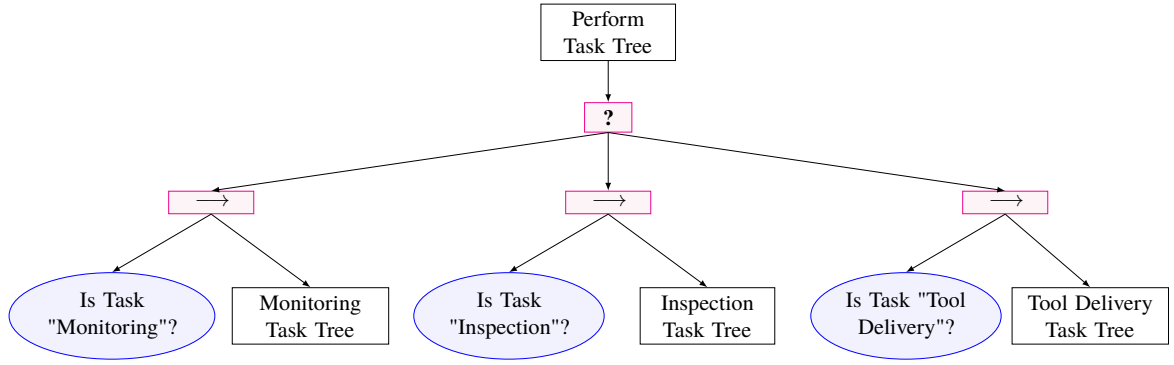 Perform
Task Tree
?
⟶
⟶
⟶
Is Task
"Monitoring"?
Monitoring
Task Tree
Is Task
"Inspection"?
Inspection
Task Tree
Is Task "Tool
Delivery"?
Tool Delivery
Task Tree